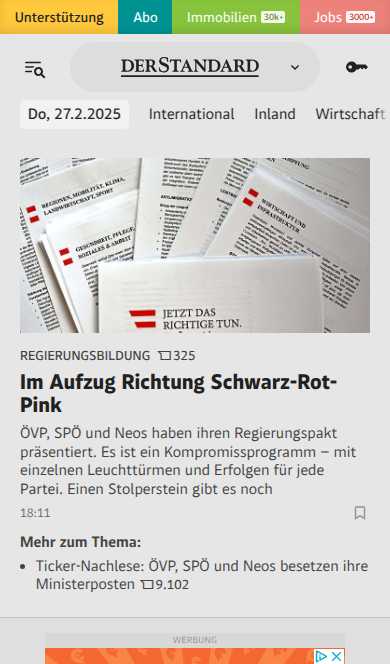 Unterstützung Abo Immobilien 30k+ Jobs 3000+
DERSTANDARD
Do, 27.2.2025 International Inland Wirtschaft
REGIONEN, MOBILITÄT, KLIMA,
LANDWIRTSCHAFT, SPORT
GESUNDHEIT, PFLEGE,
SOZIALES & ARBEIT
WIRTSCHAFT UND
INFRASTRUKTUR
JETZT DAS
RICHTIGE TUN.
REGIERUNGSBILDUNG 325
Im Aufzug Richtung Schwarz-Rot-
Pink
ÖVP, SPÖ und Neos haben ihren Regierungspakt
präsentiert. Es ist ein Kompromissprogramm – mit
einzelnen Leuchttürmen und Erfolgen für jede
Partei. Einen Stolperstein gibt es noch
18:11
Mehr zum Thema:
• Ticker-Nachlese: ÖVP, SPÖ und Neos besetzen ihre
Ministerposten 9.102
WERBUNG